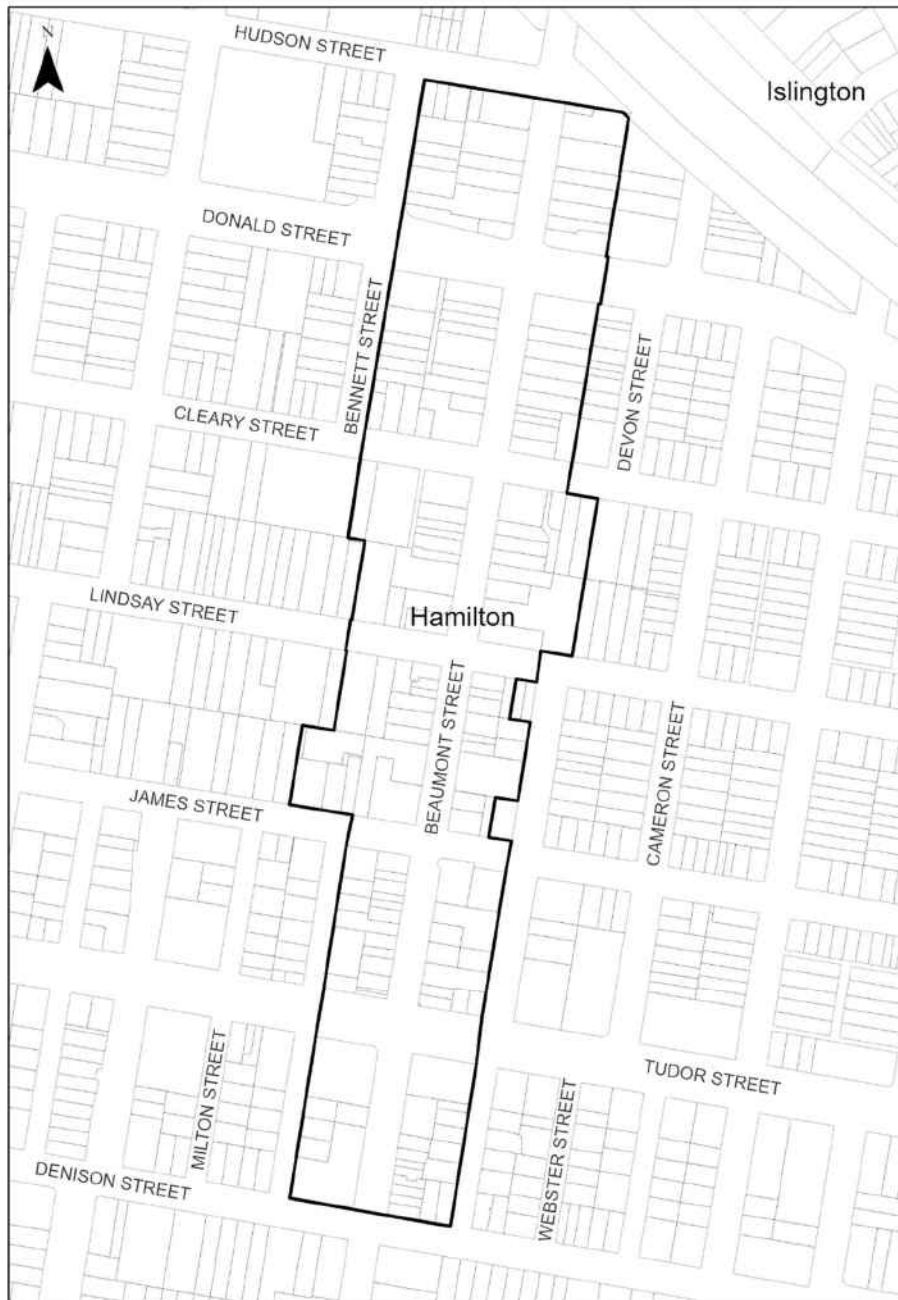 N
HUDSON STREET
Islington
DONALD STREET
BENNETT STREET
DEVON STREET
CLEARY STREET
LINDSAY STREET
Hamilton
BEAUMONT STREET
CAMERON STREET
JAMES STREET
MILTON STREET
TUDOR STREET
WEBSTER STREET
DENISON STREET